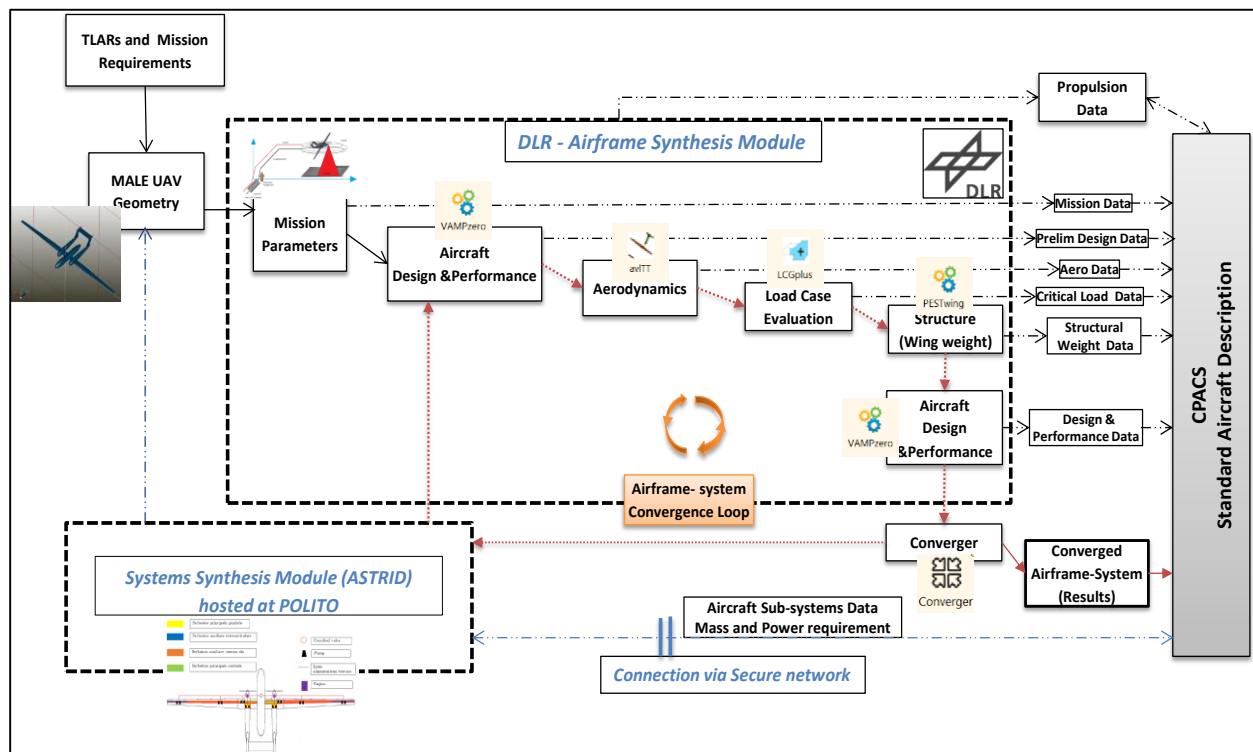 TLARs and Mission
Requirements
Propulsion
Data
DLR - Airframe Synthesis Module
DLR
MALE UAV
Geometry
Mission
Parameters
VAMPzero
Aircraft
Design &Performance
avITT
Aerodynamics
LCGplus
Load Case
Evaluation
PESTwing
Structure
(Wing weight)
Mission Data
Prelim Design Data
Aero Data
Critical Load Data
Structural
Weight Data
VAMPzero
Aircraft
Design
&Performance
Design &
Performance Data
CPACS
Standard Aircraft Description
Airframe- system
Convergence Loop
Converger
Converger
Converged
Airframe-System
(Results)
Systems Synthesis Module (ASTRID)
hosted at POLITO
Aircraft Sub-systems Data
Mass and Power requirement
Connection via Secure network
Pump
Engine